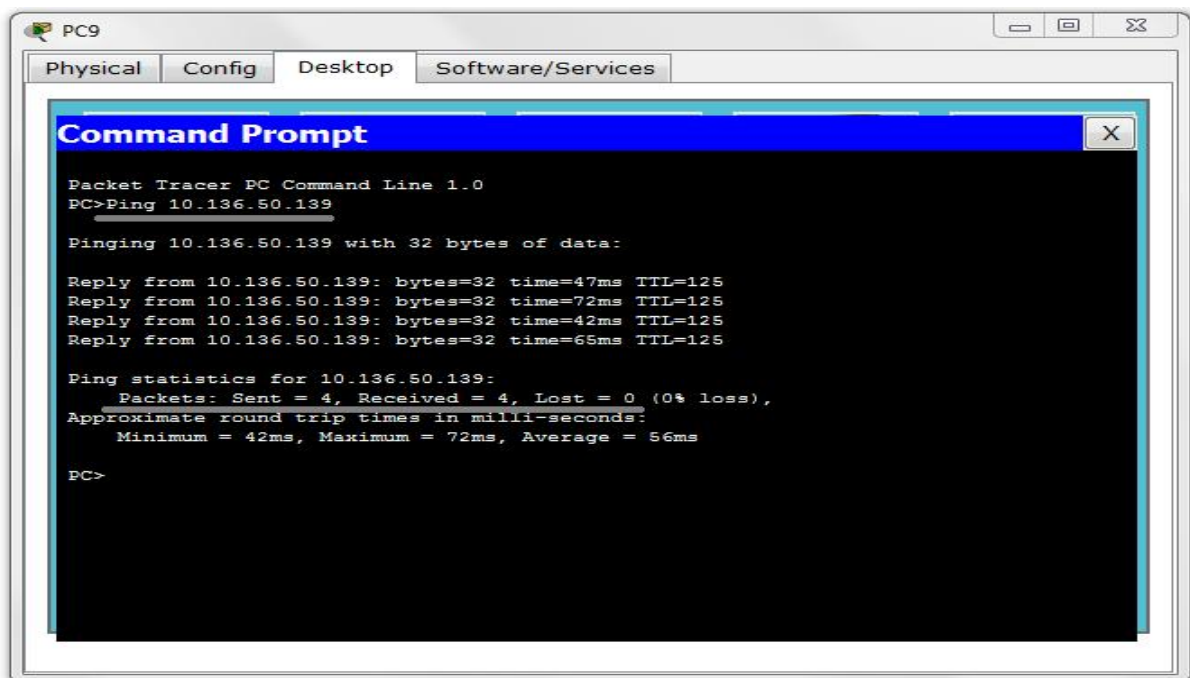 PC9
Physical Config Desktop Software/Services
Command Prompt X
Packet Tracer PC Command Line 1.0
PC>Ping 10.136.50.139
Pinging 10.136.50.139 with 32 bytes of data:
Reply from 10.136.50.139: bytes=32 time=47ms TTL=125
Reply from 10.136.50.139: bytes=32 time=72ms TTL=125
Reply from 10.136.50.139: bytes=32 time=42ms TTL=125
Reply from 10.136.50.139: bytes=32 time=65ms TTL=125
Ping statistics for 10.136.50.139:
Packets: Sent = 4, Received = 4, Lost = 0 (0% loss),
Approximate round trip times in milli-seconds:
Minimum = 42ms, Maximum = 72ms, Average = 56ms
PC>